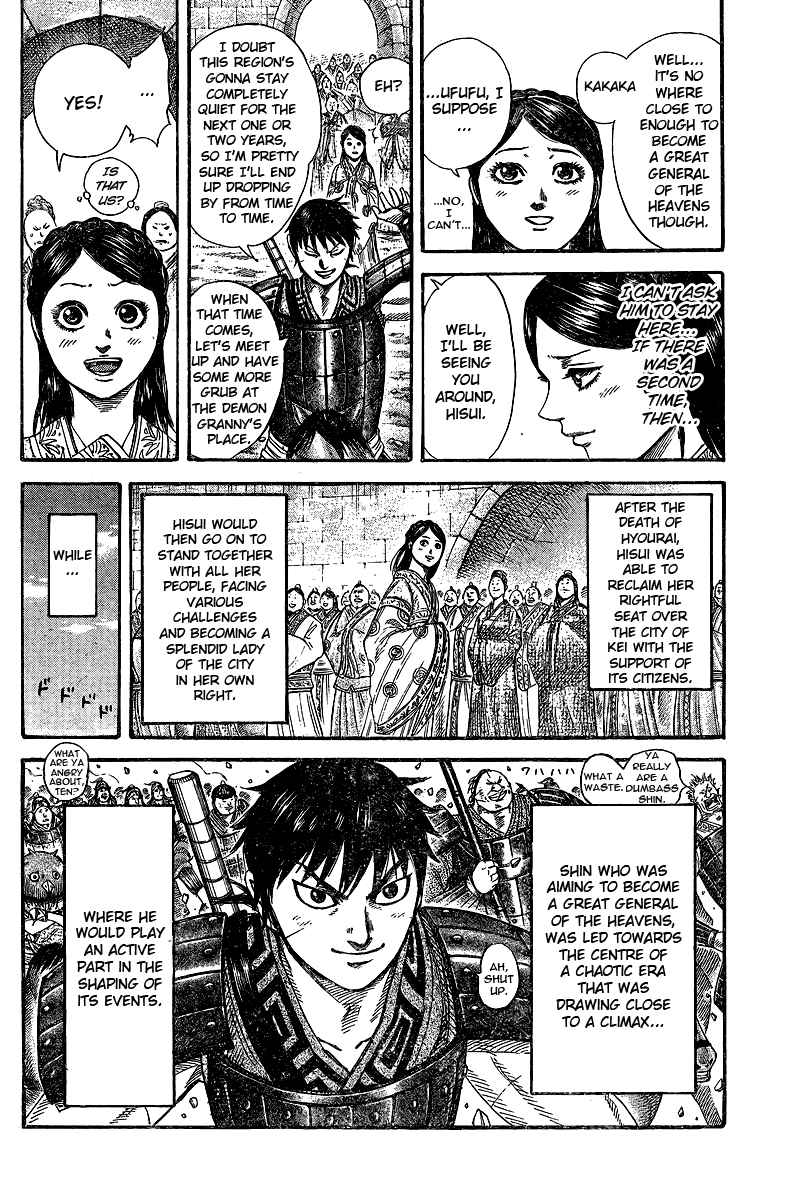 WELL...
IT'S NO
WHERE
CLOSE TO
ENOUGH TO
BECOME
A GREAT
GENERAL
OF THE
HEAVENS
THOUGH.
KAKAKA
...UFUFU, I
SUPPOSE
...
...NO,
I
CAN'T...
I CAN'T ASK
HIM TO STAY
HERE...
IF THERE
WAS A
SECOND
TIME,
THEN...
WELL,
I'LL BE
SEEING
YOU
AROUND,
HISUI.
EH?
I DOUBT
THIS REGION'S
GONNA STAY
COMPLETELY
QUIET FOR THE
NEXT ONE OR
TWO YEARS,
SO I'M PRETTY
SURE I'LL END
UP DROPPING
BY FROM TIME
TO TIME.
WHEN
THAT TIME
COMES,
LET'S MEET
UP AND HAVE
SOME MORE
GRUB AT
THE DEMON
GRANNY'S
PLACE.
...
YES!
IS
THAT
US?
AFTER THE
DEATH OF
HYOURAI,
HISUI WAS
ABLE TO
RECLAIM HER
RIGHTFUL
SEAT OVER
THE CITY OF
KEI WITH THE
SUPPORT OF
ITS CITIZENS.
HISUI WOULD
THEN GO ON TO
STAND TOGETHER
WITH ALL HER
PEOPLE, FACING
VARIOUS
CHALLENGES
AND BECOMING A
SPLENDID LADY
OF THE CITY
IN HER OWN
RIGHT.
WHILE
...
ド ド ド ド
YA
REALLY
ARE A
DUMBASS
SHIN.
WHAT A
WASTE.
SHIN WHO WAS
AIMING TO BECOME
A GREAT GENERAL
OF THE HEAVENS,
WAS LED TOWARDS
THE CENTRE OF
A CHAOTIC ERA
THAT WAS
DRAWING CLOSE
TO A CLIMAX...
AH,
SHUT
UP.
WHAT
ARE YA
ANGRY
ABOUT,
TEN?
WHERE HE
WOULD PLAY
AN ACTIVE
PART IN THE
SHAPING OF
ITS EVENTS.